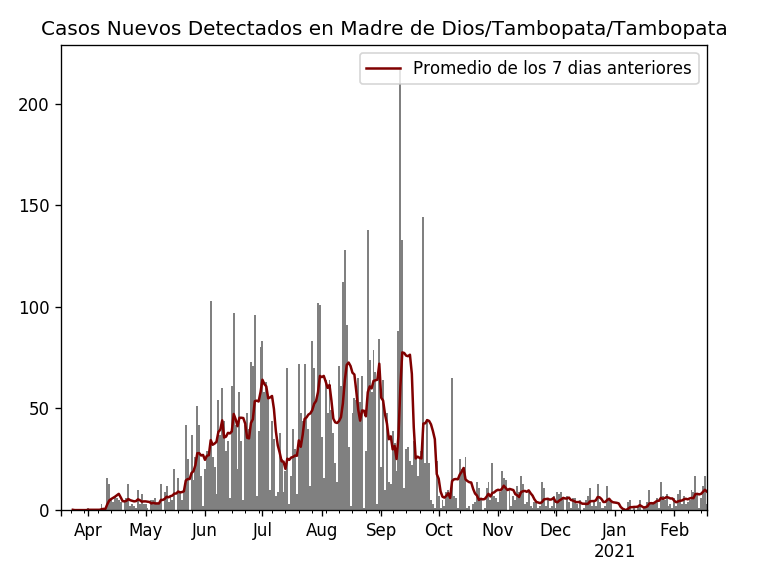 Casos Nuevos Detectados en Madre de Dios/Tambopata/Tambopata
Promedio de los 7 dias anteriores
200
150
100
50
0
Apr May Jun Jul Aug Sep Oct Nov Dec Jan Feb
2021